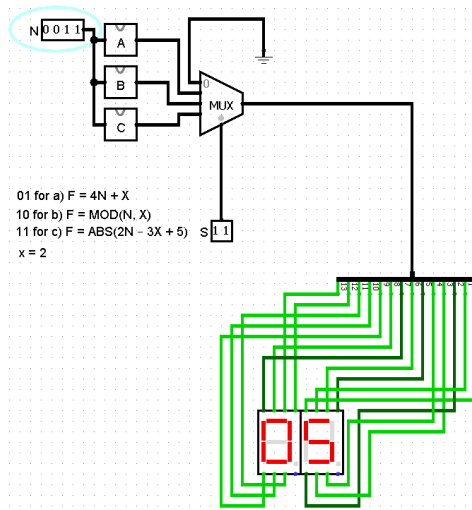 N 0 0 1 1
A
B
C
0
MUX
01 for a) F = 4N + X
10 for b) F = MOD(N, X)
11 for c) F = ABS(2N - 3X + 5)
S 1 1
x = 2
13 12 11 10 9 8 7 6 5 4 3 2 1
05